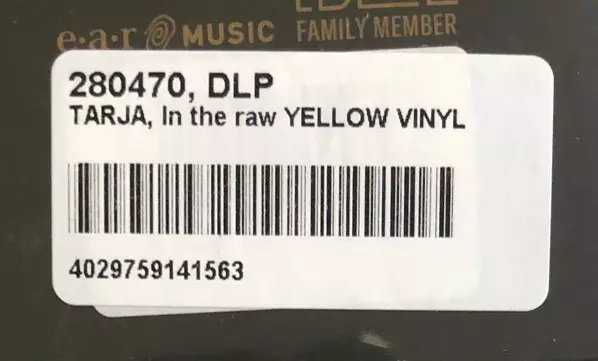 e·a·r MUSIC FAMILY MEMBER
280470, DLP
TARJA, In the raw YELLOW VINYL
4029759141563